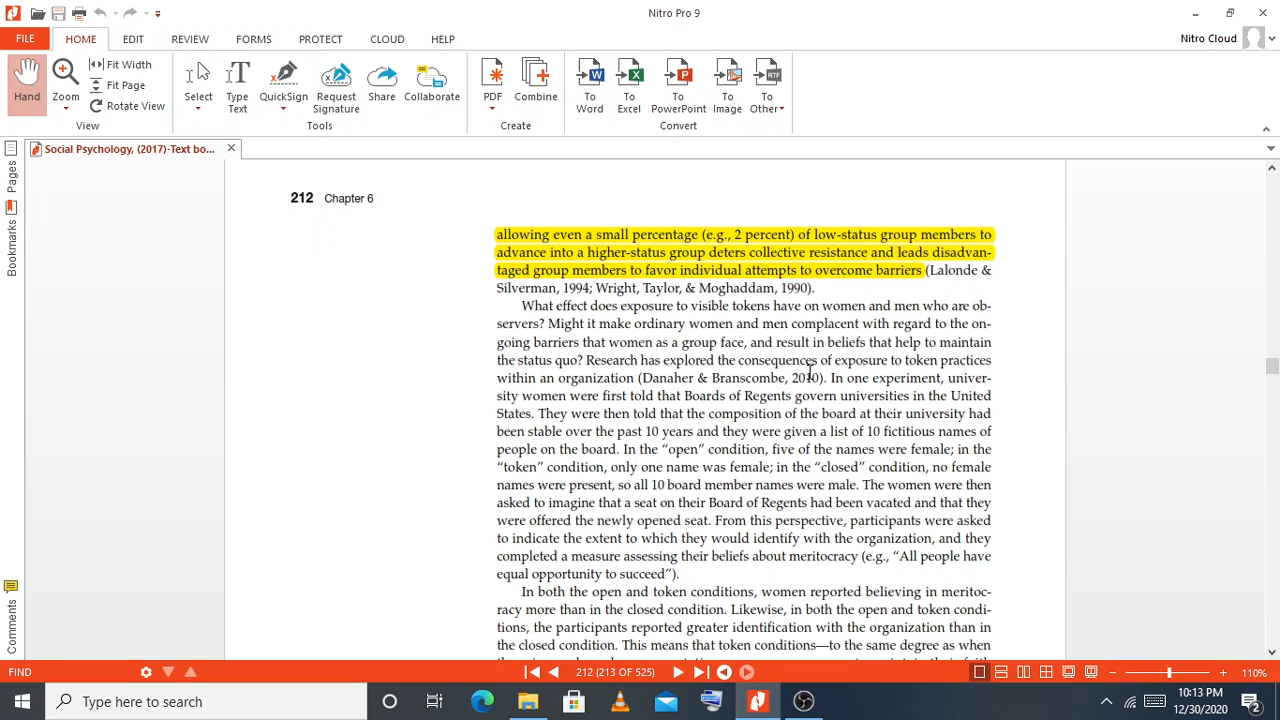 Nitro Pro 9
FILE HOME EDIT REVIEW FORMS PROTECT CLOUD HELP
Nitro Cloud
Hand
Zoom
Fit Width
Fit Page
Rotate View
View
Select
Type Text
QuickSign
Request Signature
Share
Collaborate
Tools
PDF
Combine
Create
To Word
To Excel
To PowerPoint
To Image
To Other
Convert
Social Psychology, (2017)-Text bo...
Pages
Bookmarks
Comments
212 Chapter 6
allowing even a small percentage (e.g., 2 percent) of low-status group members to
advance into a higher-status group deters collective resistance and leads disadvan-
taged group members to favor individual attempts to overcome barriers (Lalonde &
Silverman, 1994; Wright, Taylor, & Moghaddam, 1990).
What effect does exposure to visible tokens have on women and men who are ob-
servers? Might it make ordinary women and men complacent with regard to the on-
going barriers that women as a group face, and result in beliefs that help to maintain
the status quo? Research has explored the consequences of exposure to token practices
within an organization (Danaher & Branscombe, 2010). In one experiment, univer-
sity women were first told that Boards of Regents govern universities in the United
States. They were then told that the composition of the board at their university had
been stable over the past 10 years and they were given a list of 10 fictitious names of
people on the board. In the “open” condition, five of the names were female; in the
“token” condition, only one name was female; in the “closed” condition, no female
names were present, so all 10 board member names were male. The women were then
asked to imagine that a seat on their Board of Regents had been vacated and that they
were offered the newly opened seat. From this perspective, participants were asked
to indicate the extent to which they would identify with the organization, and they
completed a measure assessing their beliefs about meritocracy (e.g., “All people have
equal opportunity to succeed”).
In both the open and token conditions, women reported believing in meritoc-
racy more than in the closed condition. Likewise, in both the open and token condi-
tions, the participants reported greater identification with the organization than in
the closed condition. This means that token conditions—to the same degree as when
FIND
212 (213 OF 525)
110%
Type here to search
10:13 PM
12/30/2020
2